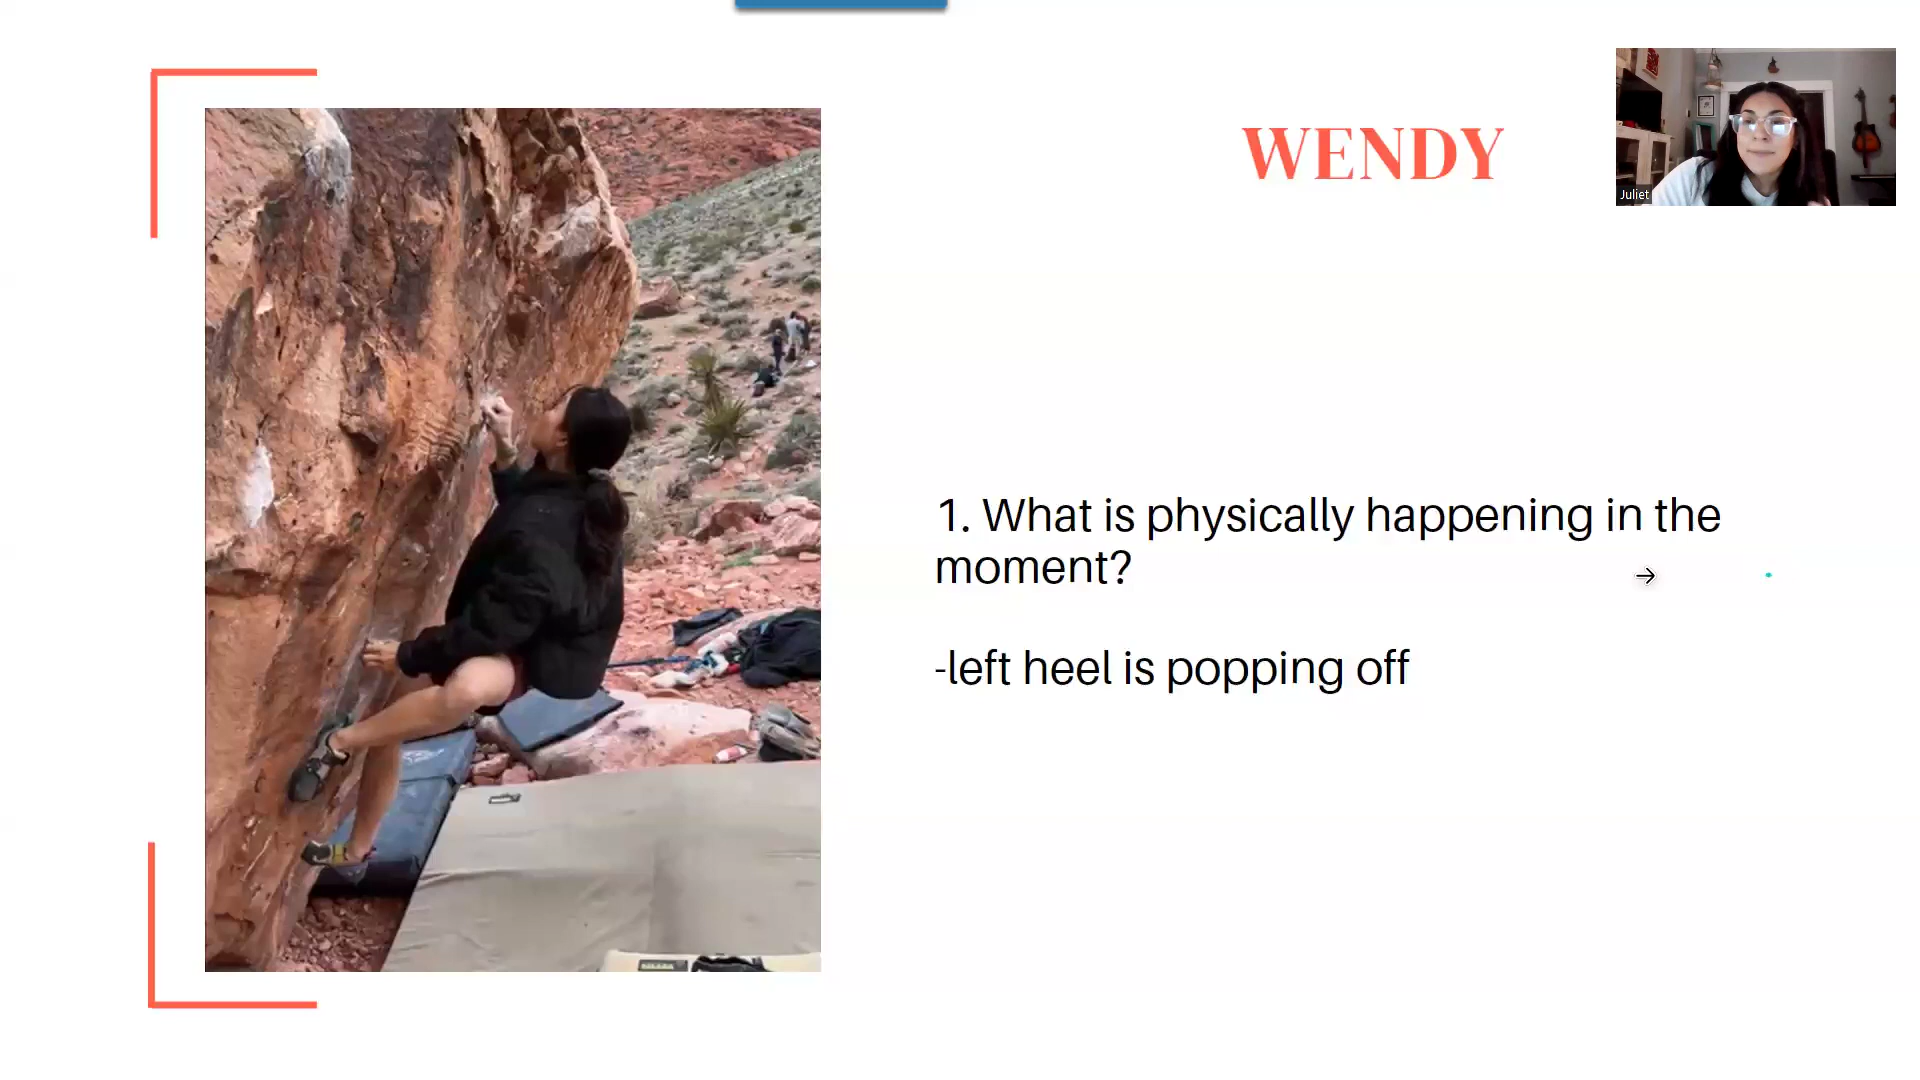 WENDY
Juliet
1. What is physically happening in the
moment?
-left heel is popping off